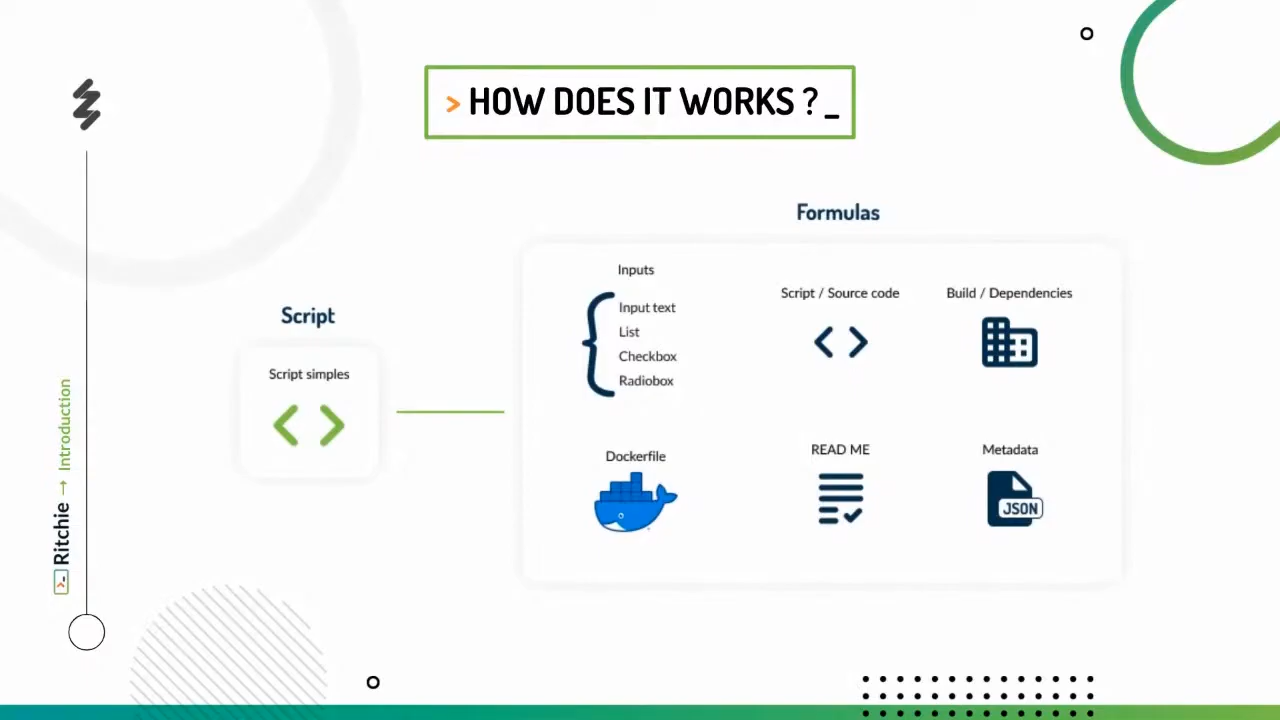 > HOW DOES IT WORKS ? _
Formulas
Inputs
Input text
List
Checkbox
Radiobox
Script / Source code
Build / Dependencies
Script
Script simples
Dockerfile
READ ME
Metadata
JSON
>_ Ritchie → Introduction